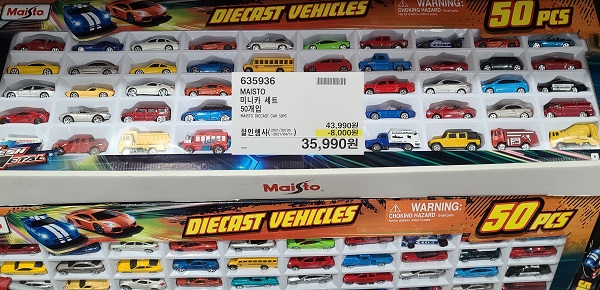 Maisto
DIECAST VEHICLES
WARNING:
CHOKING HAZARD
50 PCS
635936
MAISTO
미니카 세트
50개입
MAISTO DIECAST CAR 50PC
43,990원
할인행사
-8,000원
35,990원
Maisto
Maisto
DIECAST VEHICLES
WARNING:
CHOKING HAZARD
50 PCS